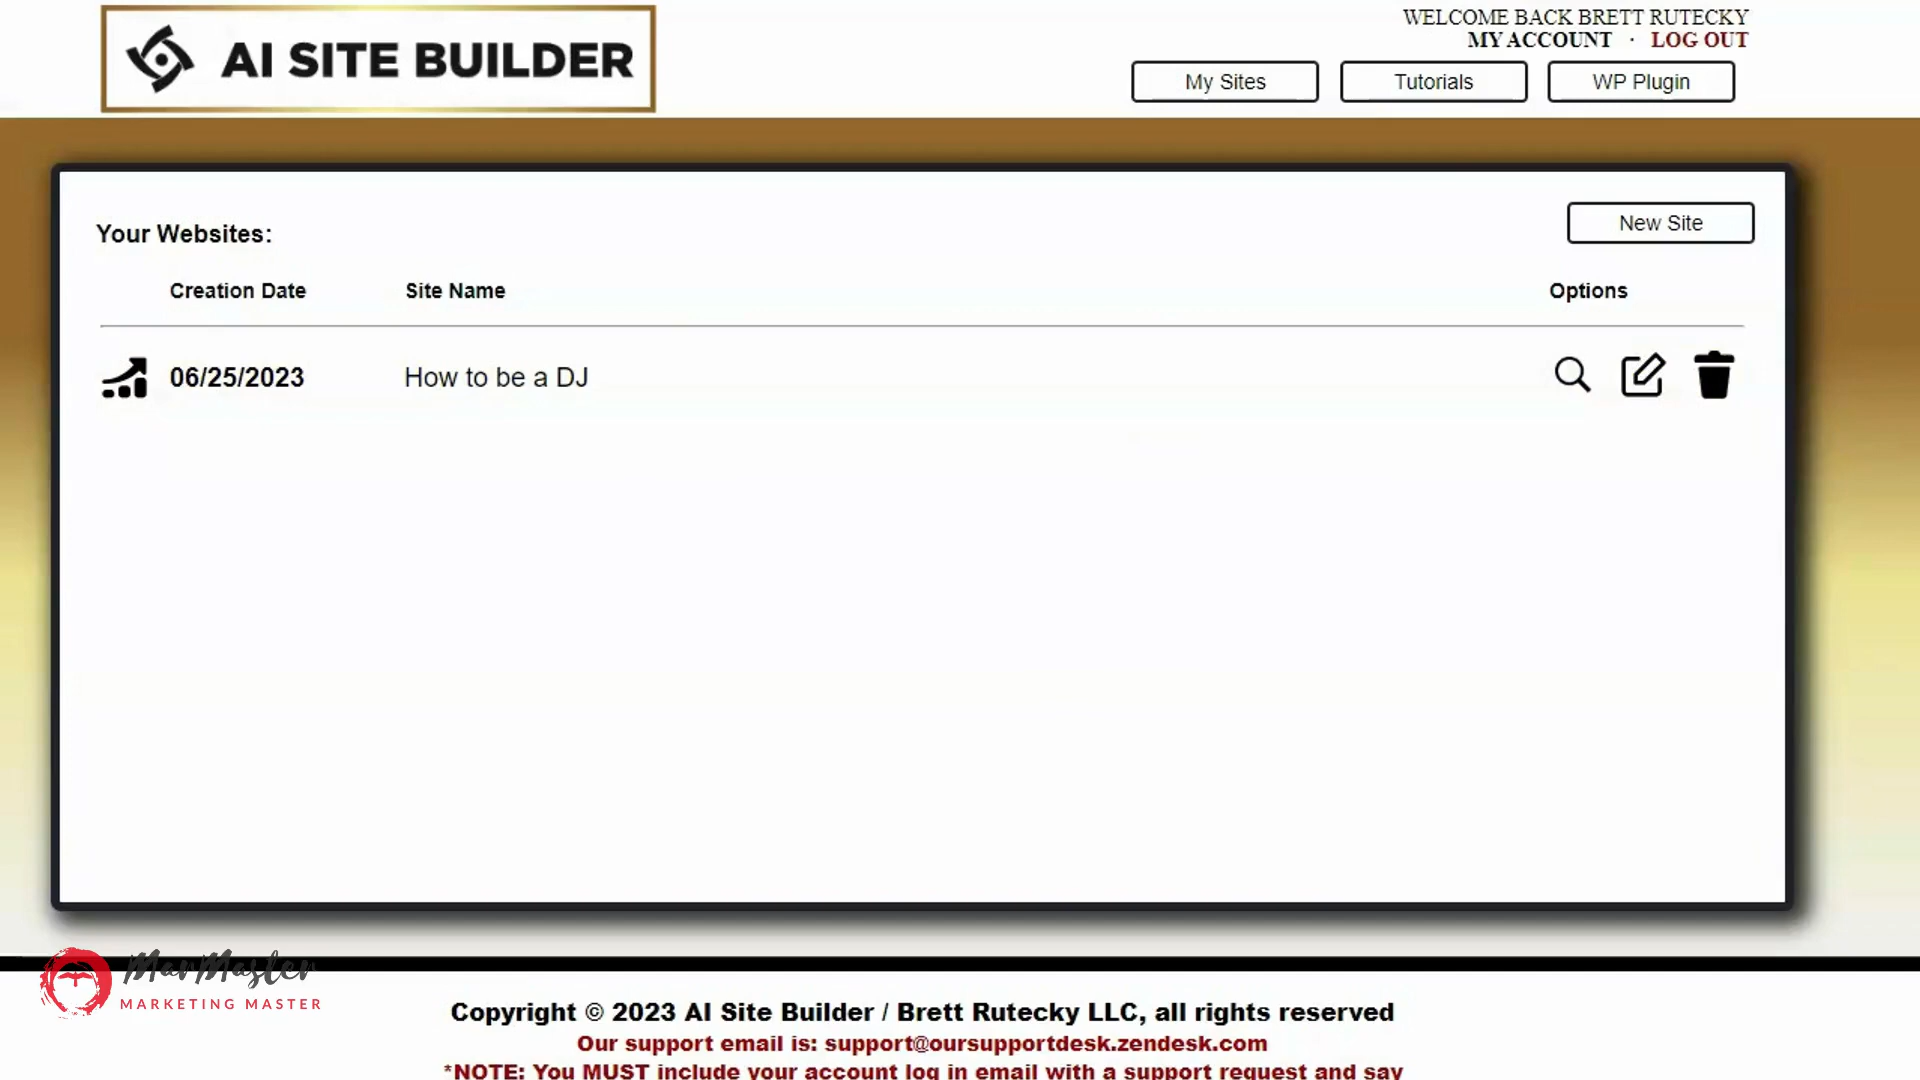 AI SITE BUILDER
WELCOME BACK BRETT RUTECKY
MY ACCOUNT · LOG OUT
My Sites
Tutorials
WP Plugin
Your Websites:
New Site
Creation Date
Site Name
Options
06/25/2023
How to be a DJ
MarMaster
MARKETING MASTER
Copyright © 2023 AI Site Builder / Brett Rutecky LLC, all rights reserved
Our support email is: support@oursupportdesk.zendesk.com
*NOTE: You MUST include your account log in email with a support request and say